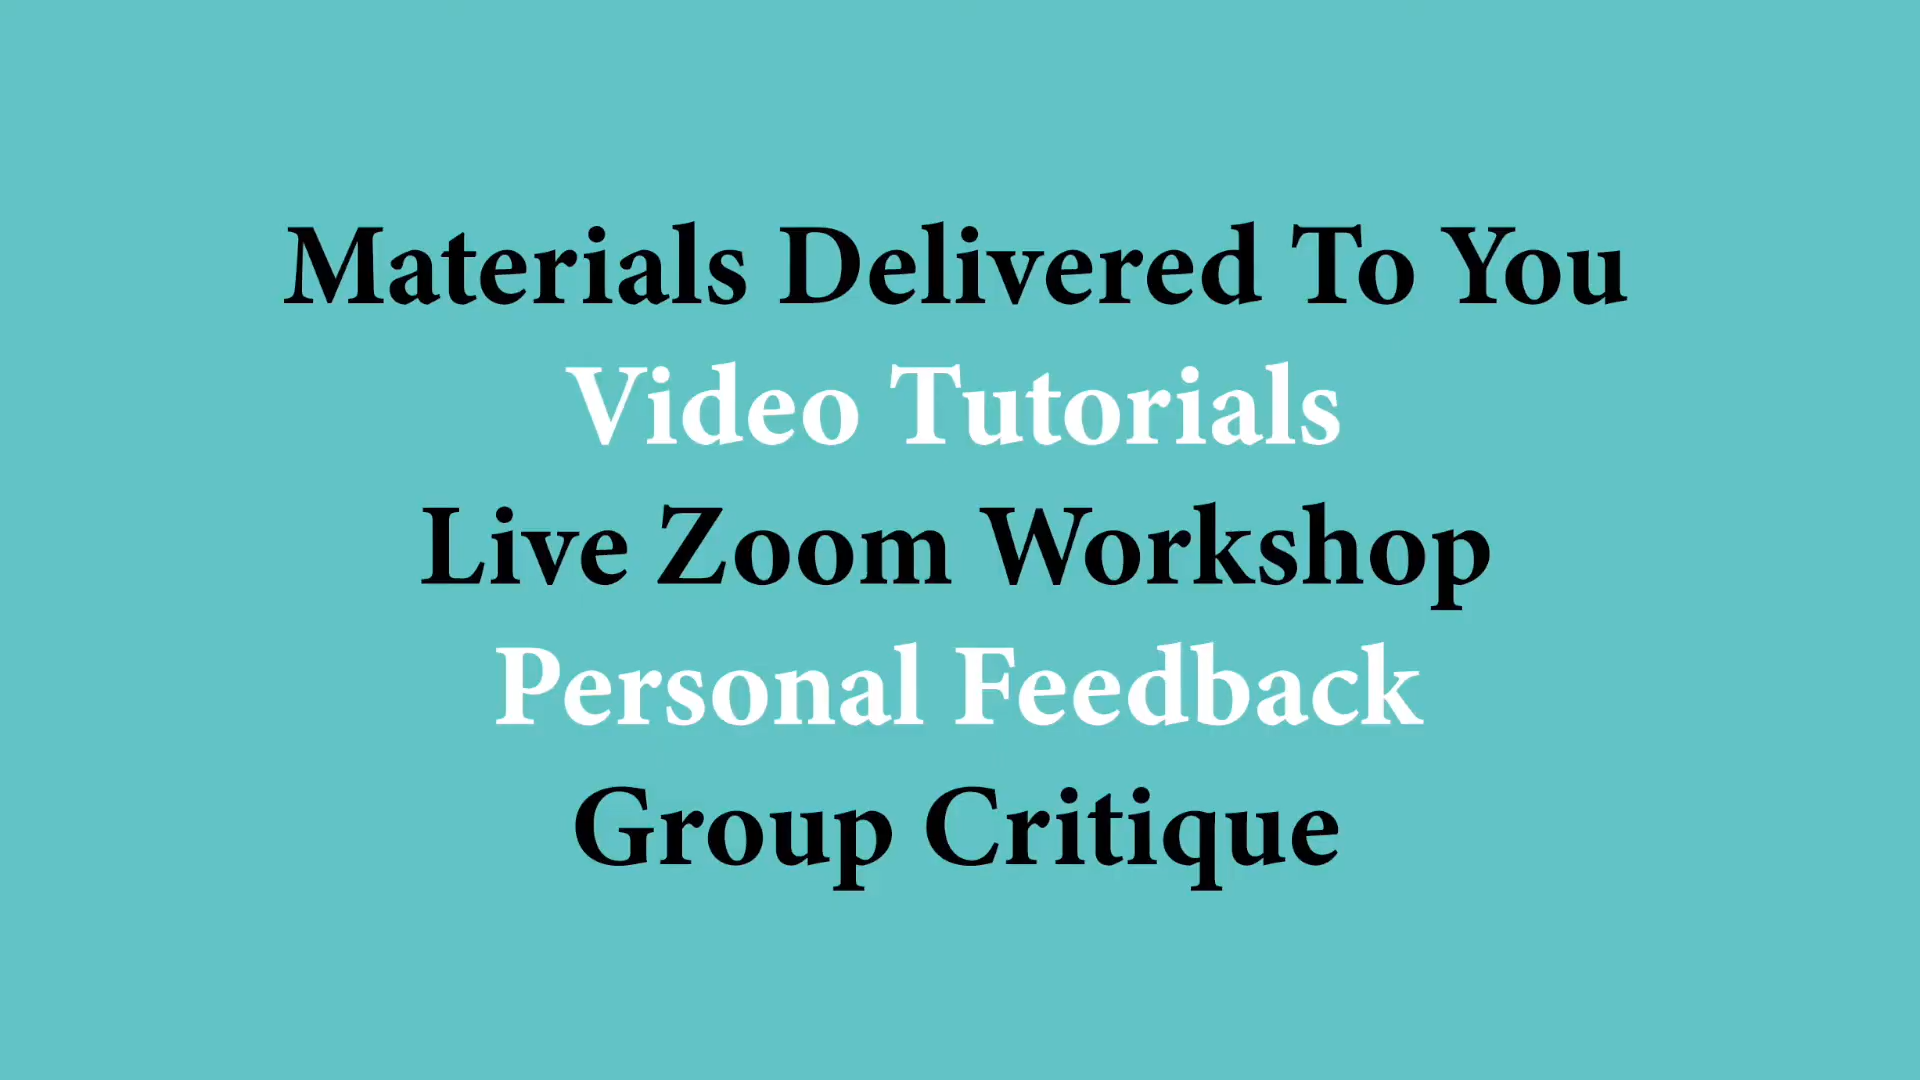 Materials Delivered To You
Video Tutorials
Live Zoom Workshop
Personal Feedback
Group Critique